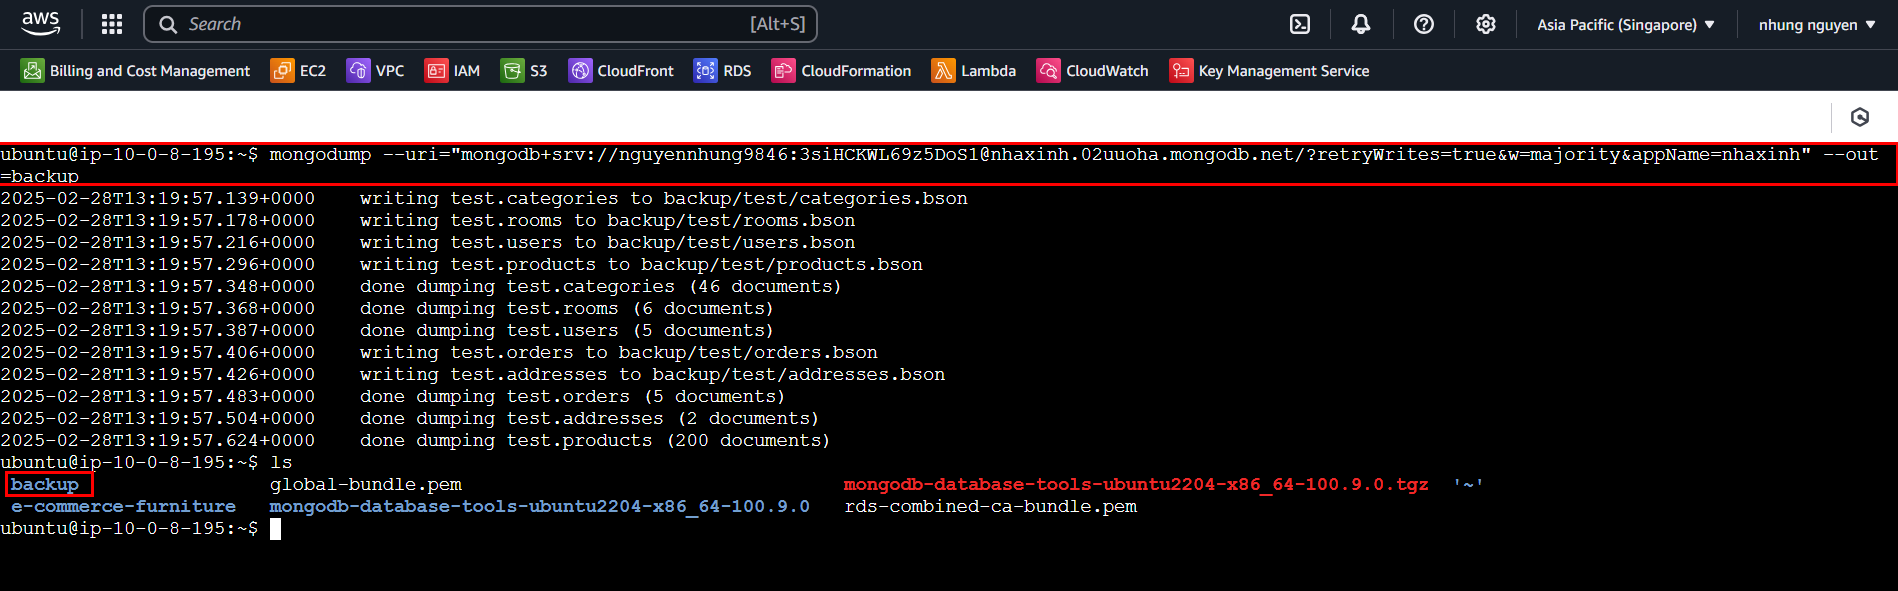 aws
Search [Alt+S] Asia Pacific (Singapore) nhung nguyen
Billing and Cost Management EC2 VPC IAM S3 CloudFront RDS CloudFormation Lambda CloudWatch Key Management Service
ubuntu@ip-10-0-8-195:~$ mongodump --uri="mongodb+srv://nguyennhung9846:3siHCKWL69z5DoS1@nhaxinh.02uuoha.mongodb.net/?retryWrites=true&w=majority&appName=nhaxinh" --out
=backup
2025-02-28T13:19:57.139+0000 writing test.categories to backup/test/categories.bson
2025-02-28T13:19:57.178+0000 writing test.rooms to backup/test/rooms.bson
2025-02-28T13:19:57.216+0000 writing test.users to backup/test/users.bson
2025-02-28T13:19:57.296+0000 writing test.products to backup/test/products.bson
2025-02-28T13:19:57.348+0000 done dumping test.categories (46 documents)
2025-02-28T13:19:57.368+0000 done dumping test.rooms (6 documents)
2025-02-28T13:19:57.387+0000 done dumping test.users (5 documents)
2025-02-28T13:19:57.406+0000 writing test.orders to backup/test/orders.bson
2025-02-28T13:19:57.426+0000 writing test.addresses to backup/test/addresses.bson
2025-02-28T13:19:57.483+0000 done dumping test.orders (5 documents)
2025-02-28T13:19:57.504+0000 done dumping test.addresses (2 documents)
2025-02-28T13:19:57.624+0000 done dumping test.products (200 documents)
ubuntu@ip-10-0-8-195:~$ ls
backup global-bundle.pem mongodb-database-tools-ubuntu2204-x86_64-100.9.0.tgz '~'
e-commerce-furniture mongodb-database-tools-ubuntu2204-x86_64-100.9.0 rds-combined-ca-bundle.pem
ubuntu@ip-10-0-8-195:~$